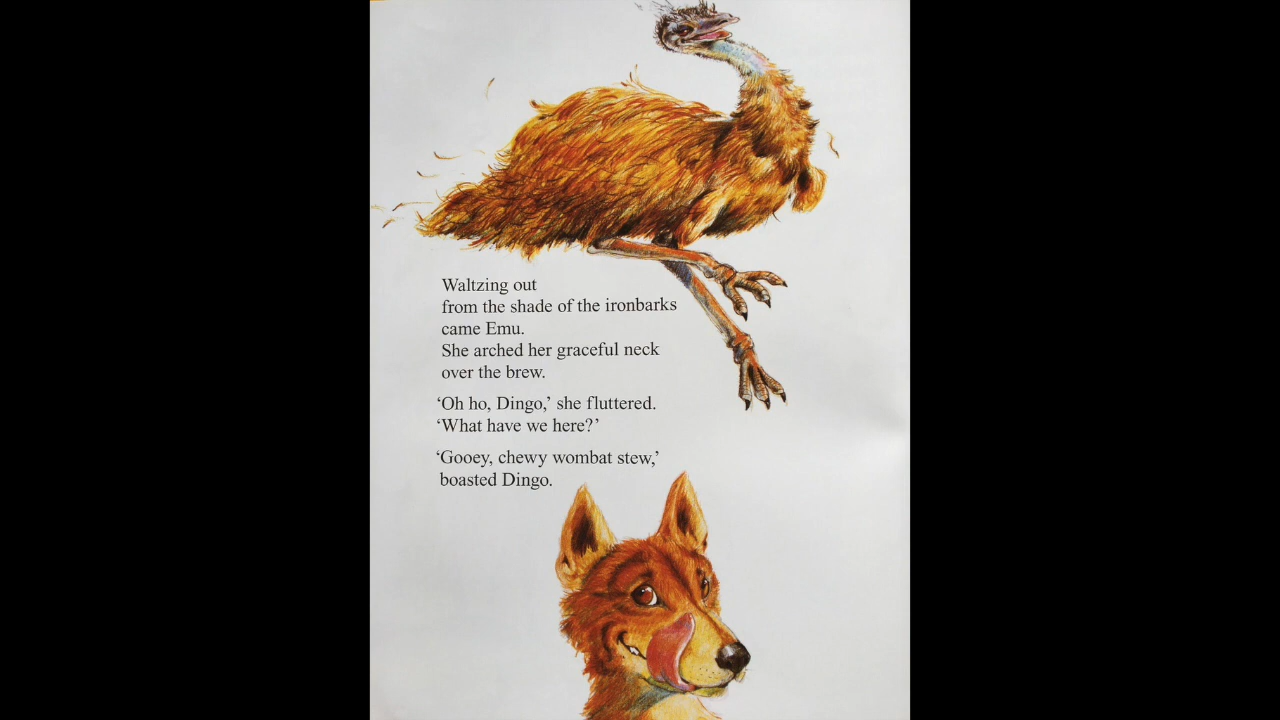 Waltzing out
from the shade of the ironbarks
came Emu.
She arched her graceful neck
over the brew.
‘Oh ho, Dingo,’ she fluttered.
‘What have we here?’
‘Gooey, chewy wombat stew,’
boasted Dingo.